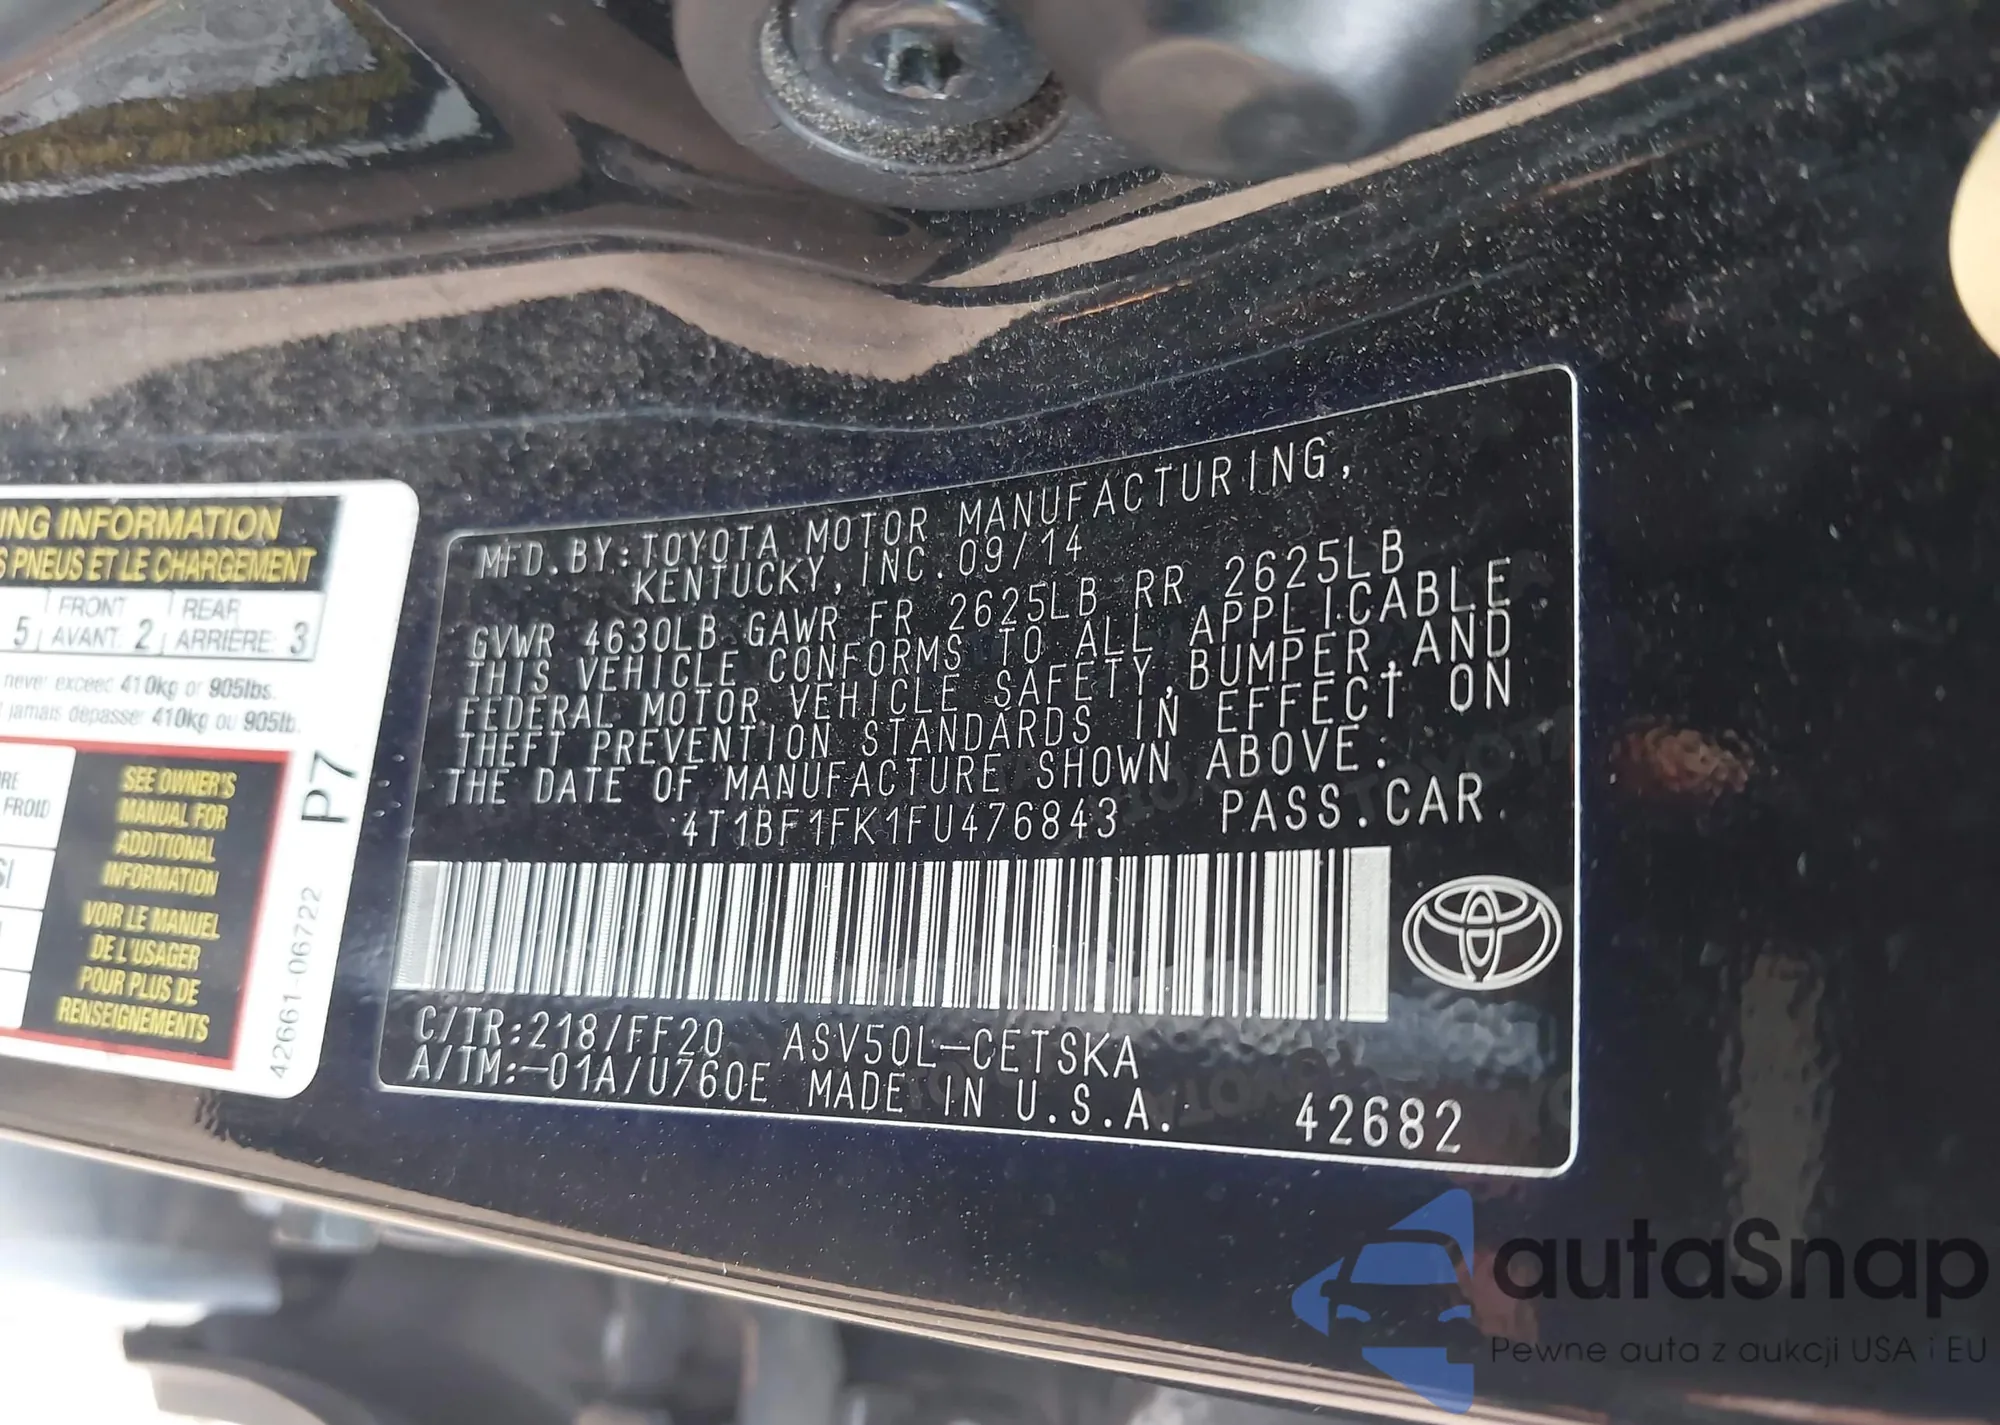 ING INFORMATION
S PNEUS ET LE CHARGEMENT
5 FRONT AVANT 2 REAR ARRIÈRE: 3
never exceed 410kg or 905lbs.
jamais dépasser 410kg ou 905lb.
RE
FROID
SI
SEE OWNER'S
MANUAL FOR
ADDITIONAL
INFORMATION
VOIR LE MANUEL
DE L'USAGER
POUR PLUS DE
RENSEIGNEMENTS
P7
42661-06722
MFD.BY:TOYOTA MOTOR MANUFACTURING,
KENTUCKY, INC. 09/14
GVWR 4630LB GAWR FR 2625LB RR 2625LB
THIS VEHICLE CONFORMS TO ALL APPLICABLE
FEDERAL MOTOR VEHICLE SAFETY,BUMPER,AND
THEFT PREVENTION STANDARDS IN EFFECT ON
THE DATE OF MANUFACTURE SHOWN ABOVE.
4T1BF1FK1FU476843 PASS.CAR
C/TR:218/FF20 ASV50L-CETSKA
A/TM:-01A/U760E MADE IN U.S.A. 42682
autaSnap
Pewne auta z aukcji USA i EU